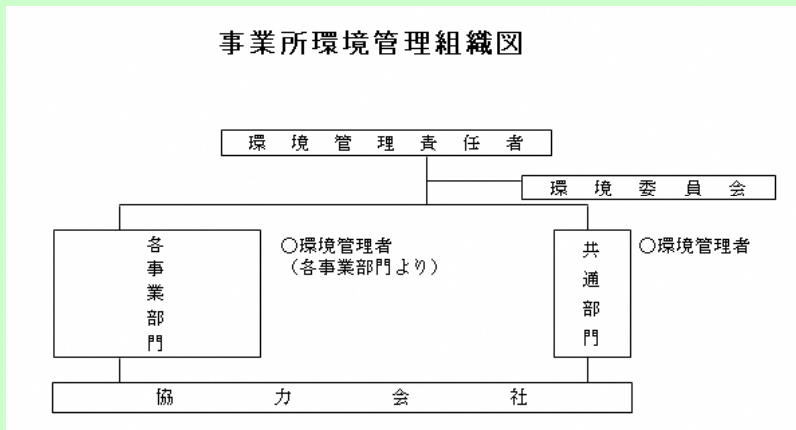 事業所環境管理組織図
環境管理責任者
環境委員会
各事業部門
○環境管理者
(各事業部門より)
共通部門
○環境管理者
協力会社